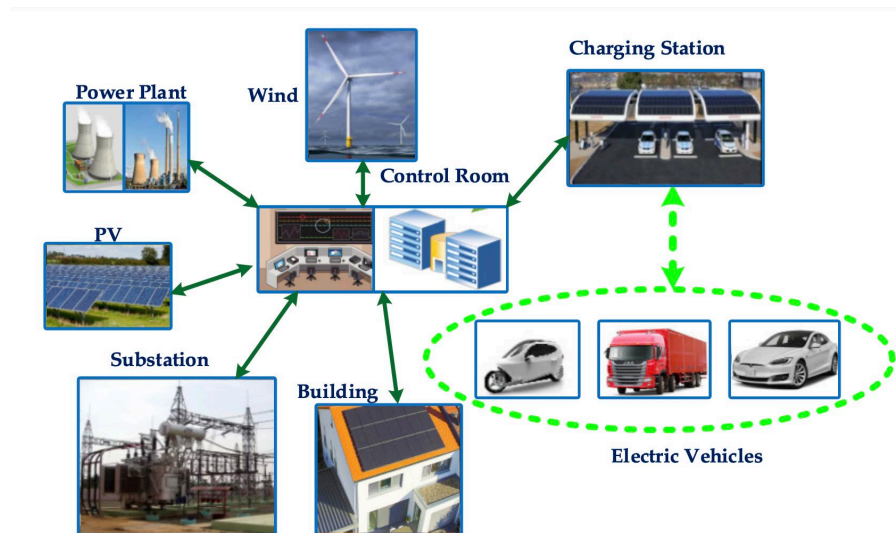 Charging Station
Power Plant
Wind
Control Room
PV
Substation
Building
Electric Vehicles